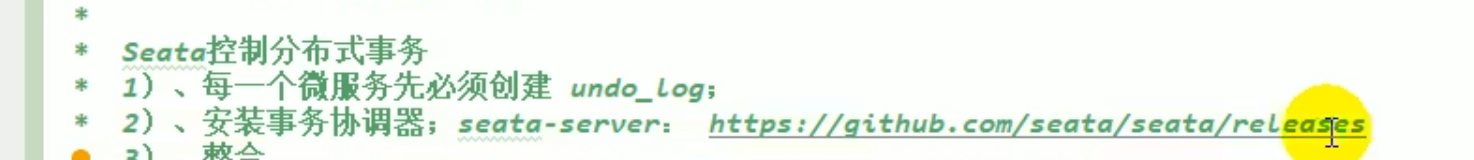 *
* Seata控制分布式事务
* 1）、每一个微服务先必须创建 undo_log；
* 2）、安装事务协调器；seata-server： https://github.com/seata/seata/releases
3）、整合